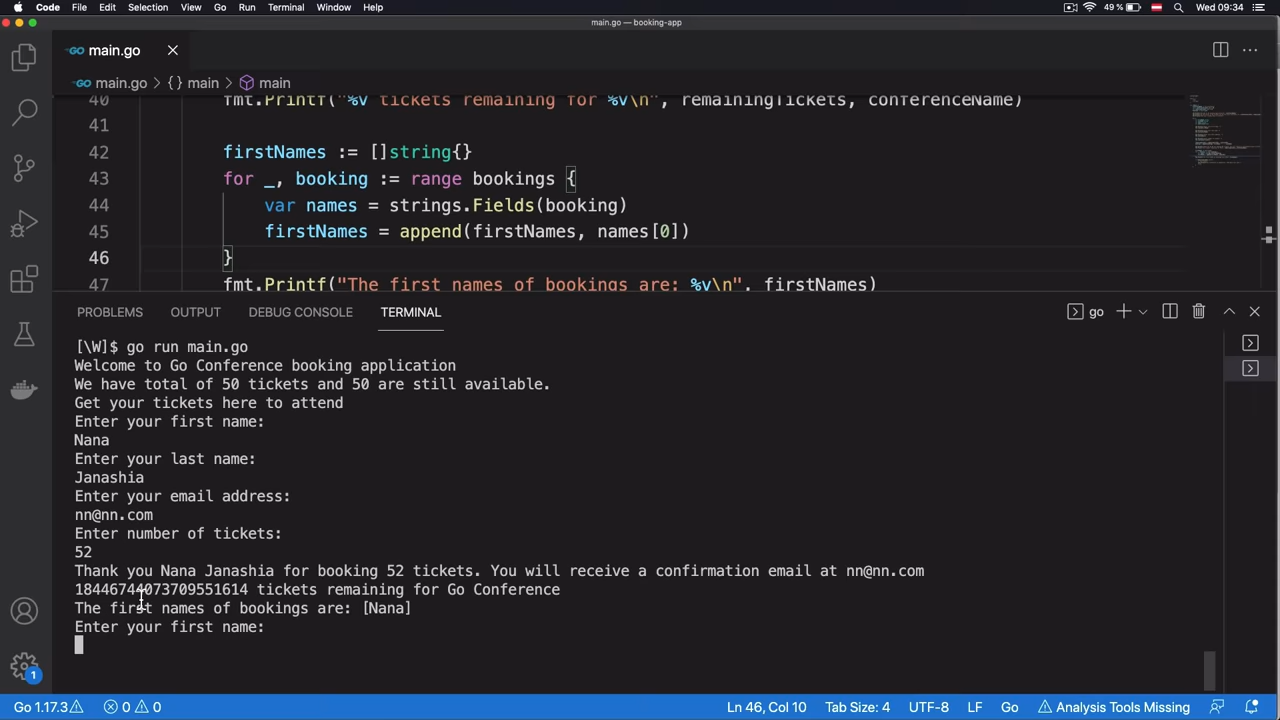 Code File Edit Selection View Go Run Terminal Window Help 49 % Wed 09:34
main.go — booking-app
main.go
main.go > {} main > main
40 fmt.Printf("%v tickets remaining for %v\n", remainingTickets, conferenceName)
41
42 firstNames := []string{}
43 for _, booking := range bookings {
44 var names = strings.Fields(booking)
45 firstNames = append(firstNames, names[0])
46 }
47 fmt.Printf("The first names of bookings are: %v\n", firstNames)
PROBLEMS OUTPUT DEBUG CONSOLE TERMINAL go
[\W]$ go run main.go
Welcome to Go Conference booking application
We have total of 50 tickets and 50 are still available.
Get your tickets here to attend
Enter your first name:
Nana
Enter your last name:
Janashia
Enter your email address:
nn@nn.com
Enter number of tickets:
52
Thank you Nana Janashia for booking 52 tickets. You will receive a confirmation email at nn@nn.com
18446744073709551614 tickets remaining for Go Conference
The first names of bookings are: [Nana]
Enter your first name:
1
Go 1.17.3 0 0 Ln 46, Col 10 Tab Size: 4 UTF-8 LF Go Analysis Tools Missing